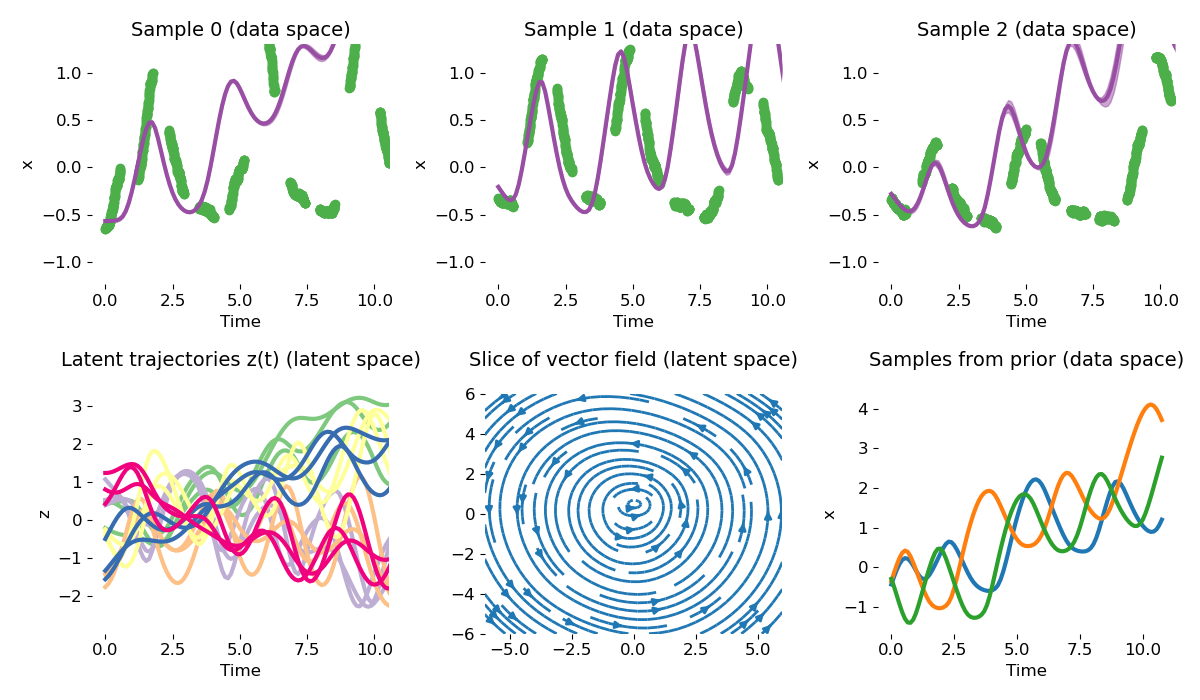 Sample 0 (data space)
Sample 1 (data space)
Sample 2 (data space)
1.0
0.5
0.0
−0.5
−1.0
x
0.0 2.5 5.0 7.5 10.0
Time
1.0
0.5
0.0
−0.5
−1.0
x
0.0 2.5 5.0 7.5 10.0
Time
1.0
0.5
0.0
−0.5
−1.0
x
0.0 2.5 5.0 7.5 10.0
Time
Latent trajectories z(t) (latent space)
Slice of vector field (latent space)
Samples from prior (data space)
3
2
1
0
−1
−2
z
0.0 2.5 5.0 7.5 10.0
Time
6
4
2
0
−2
−4
−6
−5.0 −2.5 0.0 2.5 5.0
4
3
2
1
0
−1
x
0.0 2.5 5.0 7.5 10.0
Time